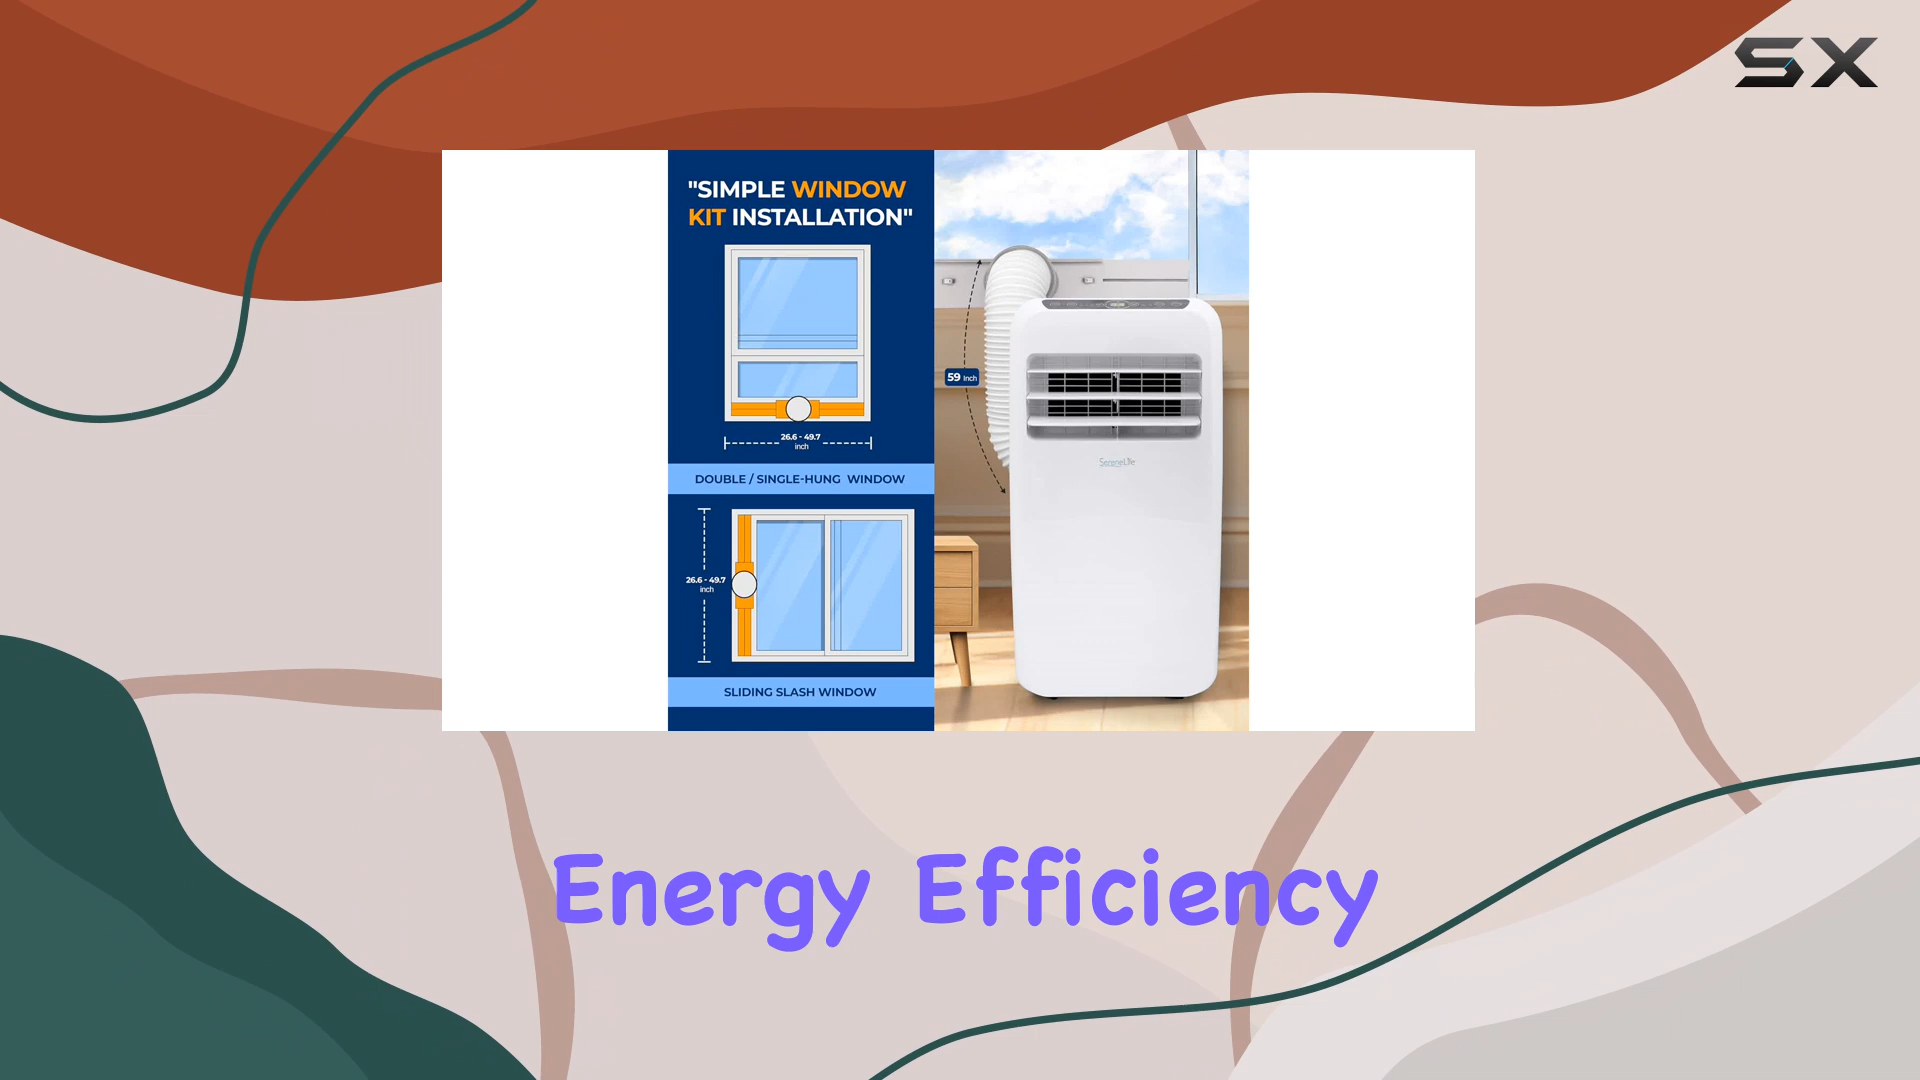 SX
"SIMPLE WINDOW
KIT INSTALLATION"
26.6 - 49.7
inch
DOUBLE / SINGLE-HUNG WINDOW
26.6 - 49.7
inch
SLIDING SLASH WINDOW
59 Inch
SereneLife
Energy Efficiency